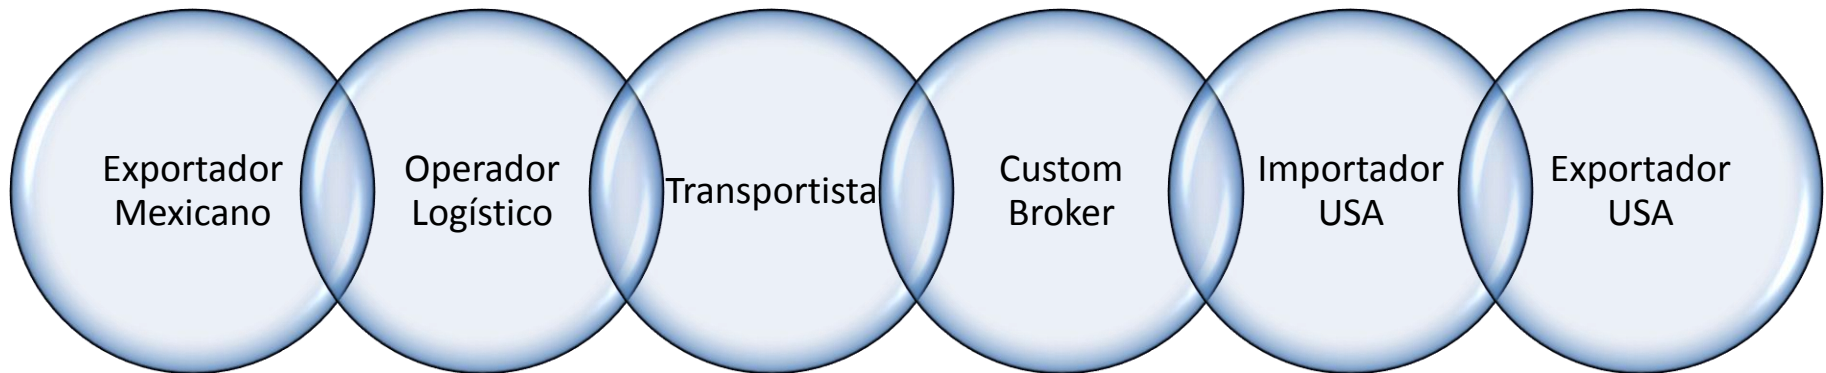 Exportador
Mexicano
Operador
Logístico
Transportista
Custom
Broker
Importador
USA
Exportador
USA